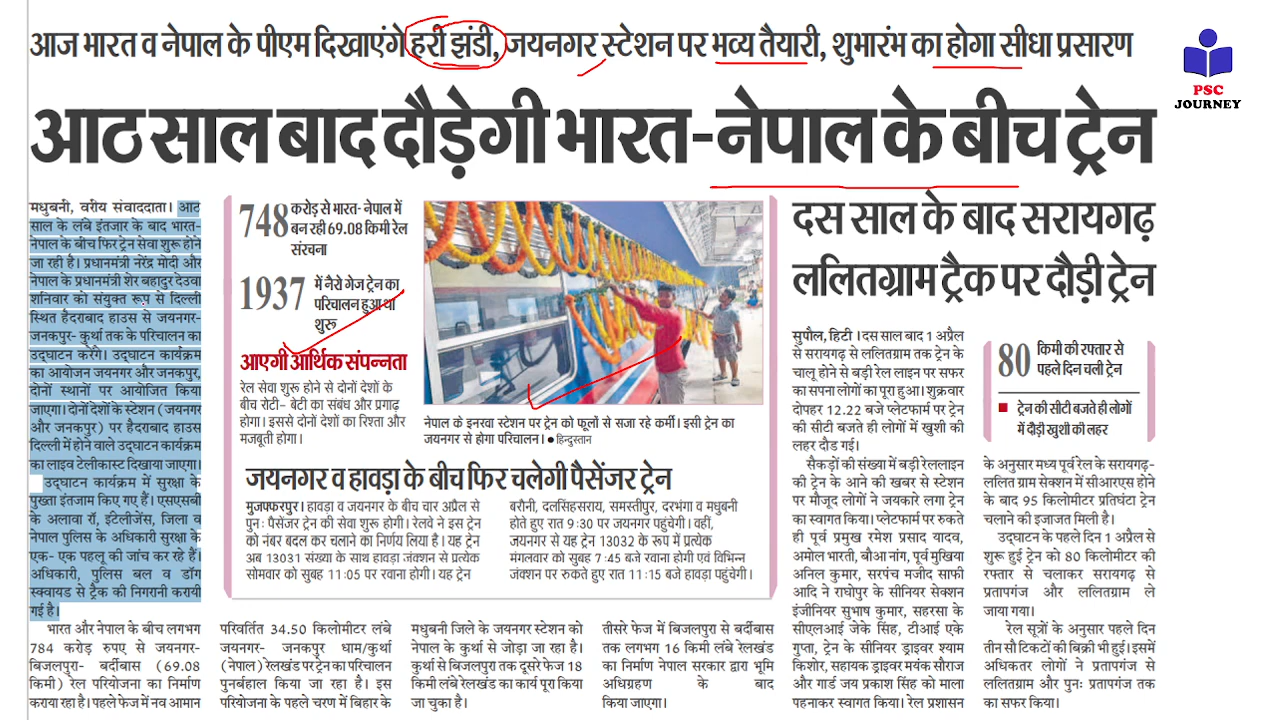 आज भारत व नेपाल के पीएम दिखाएंगे हरी झंडी, जयनगर स्टेशन पर भव्य तैयारी, शुभारंभ का होगा सीधा प्रसारण
PSC
JOURNEY
आठ साल बाद दौड़ेगी भारत-नेपाल के बीच ट्रेन
मधुबनी, वरीय संवाददाता। आठ
साल के लंबे इंतजार के बाद भारत-
नेपाल के बीच फिर ट्रेन सेवा शुरू होने
जा रही है। प्रधानमंत्री नरेंद्र मोदी और
नेपाल के प्रधानमंत्री शेर बहादुर देउवा
शनिवार को संयुक्त रूप से दिल्ली
स्थित हैदराबाद हाउस से जयनगर-
जनकपुर- कुर्था तक के परिचालन का
उद्घाटन करेंगे। उद्घाटन कार्यक्रम
का आयोजन जयनगर और जनकपुर,
दोनों स्थानों पर आयोजित किया
जाएगा। दोनों देशों के स्टेशन (जयनगर
और जनकपुर) पर हैदराबाद हाउस
दिल्ली में होने वाले उद्घाटन कार्यक्रम
का लाइव टेलीकास्ट दिखाया जाएगा।
उद्घाटन कार्यक्रम में सुरक्षा के
पुख्ता इंतजाम किए गए हैं। एसएसबी
के अलावा रॉ, इंटेलीजेंस, जिला व
नेपाल पुलिस के अधिकारी सुरक्षा के
एक- एक पहलू की जांच कर रहे हैं।
अधिकारी, पुलिस बल व डॉग
स्क्वायड से ट्रैक की निगरानी करायी
गई है।
भारत और नेपाल के बीच लगभग
784 करोड़ रुपए से जयनगर-
बिजलपुरा- बर्दीबास (69.08
किमी) रेल परियोजना का निर्माण
कराया रहा है। पहले फेज में नव आमान
748 करोड़ से भारत- नेपाल में
बन रही 69.08 किमी रेल
संरचना
1937 में नैरो गेज ट्रेन का
परिचालन हुआ था
शुरू
आएगी आर्थिक संपन्नता
रेल सेवा शुरू होने से दोनों देशों के
बीच रोटी- बेटी का संबंध और प्रगाढ़
होगा। इससे दोनों देशों का रिश्ता और
मजबूती होगा।
नेपाल के इनरवा स्टेशन पर ट्रेन को फूलों से सजा रहे कर्मी। इसी ट्रेन का
जयनगर से होगा परिचालन। ● हिन्दुस्तान
जयनगर व हावड़ा के बीच फिर चलेगी पैसेंजर ट्रेन
मुजफ्फरपुर। हावड़ा व जयनगर के बीच चार अप्रैल से
पुनः पैसेंजर ट्रेन की सेवा शुरू होगी। रेलवे ने इस ट्रेन
को नंबर बदल कर चलाने का निर्णय लिया है। यह ट्रेन
अब 13031 संख्या के साथ हावड़ा जंक्शन से प्रत्येक
सोमवार को सुबह 11:05 पर रवाना होगी। यह ट्रेन
बरौनी, दलसिंहसराय, समस्तीपुर, दरभंगा व मधुबनी
होते हुए रात 9:30 पर जयनगर पहुंचेगी। वहीं,
जयनगर से यह ट्रेन 13032 के रूप में प्रत्येक
मंगलवार को सुबह 7:45 बजे रवाना होगी एवं विभिन्न
जंक्शन पर रुकते हुए रात 11:15 बजे हावड़ा पहुंचेगी।
परिवर्तित 34.50 किलोमीटर लंबे
जयनगर- जनकपुर धाम/कुर्था
(नेपाल) रेलखंड पर ट्रेन का परिचालन
पुनर्बहाल किया जा रहा है। इस
परियोजना के पहले चरण में बिहार के
मधुबनी जिले के जयनगर स्टेशन को
नेपाल के कुर्था से जोड़ा जा रहा है।
कुर्था से बिजलपुरा तक दूसरे फेज 18
किमी लंबे रेलखंड का कार्य पूरा किया
जा चुका है।
तीसरे फेज में बिजलपुरा से बर्दीबास
तक लगभग 16 किमी लंबे रेलखंड
का निर्माण नेपाल सरकार द्वारा भूमि
अधिग्रहण के बाद
किया जाएगा।
दस साल के बाद सरायगढ़
ललितग्राम ट्रैक पर दौड़ी ट्रेन
सुपौल, हिटी। दस साल बाद 1 अप्रैल
से सरायगढ़ से ललितग्राम तक ट्रेन के
चालू होने से बड़ी रेल लाइन पर सफर
का सपना लोगों का पूरा हुआ। शुक्रवार
दोपहर 12.22 बजे प्लेटफार्म पर ट्रेन
की सीटी बजते ही लोगों में खुशी की
लहर दौड़ गई।
सैकड़ों की संख्या में बड़ी रेललाइन
की ट्रेन के आने की खबर से स्टेशन
पर मौजूद लोगों ने जयकारे लगा ट्रेन
का स्वागत किया। प्लेटफार्म पर रुकते
ही पूर्व प्रमुख रमेश प्रसाद यादव,
अमोल भारती, बौआ नांग, पूर्व मुखिया
अनिल कुमार, सरपंच मजीद साफी
आदि ने राघोपुर के सीनियर सेक्शन
इंजीनियर सुभाष कुमार, सहरसा के
सीएलआई जेके सिंह, टीआई एके
गुप्ता, ट्रेन के सीनियर ड्राइवर श्याम
किशोर, सहायक ड्राइवर मयंक सौराज
और गार्ड जय प्रकाश सिंह को माला
पहनाकर स्वागत किया। रेल प्रशासन
80 किमी की रफ्तार से
पहले दिन चली ट्रेन
■ ट्रेन की सीटी बजते ही लोगों
में दौड़ी खुशी की लहर
के अनुसार मध्य पूर्व रेल के सरायगढ़-
ललित ग्राम सेक्शन में सीआरएस होने
के बाद 95 किलोमीटर प्रतिघंटा ट्रेन
चलाने की इजाजत मिली है।
उद्घाटन के पहले दिन 1 अप्रैल से
शुरू हुई ट्रेन को 80 किलोमीटर की
रफ्तार से चलाकर सरायगढ़ से
प्रतापगंज और ललितग्राम ले
जाया गया।
रेल सूत्रों के अनुसार पहले दिन
तीन सौ टिकटों की बिक्री भी हुई। इसमें
अधिकतर लोगों ने प्रतापगंज से
ललितग्राम और पुनः प्रतापगंज तक
का सफर किया।